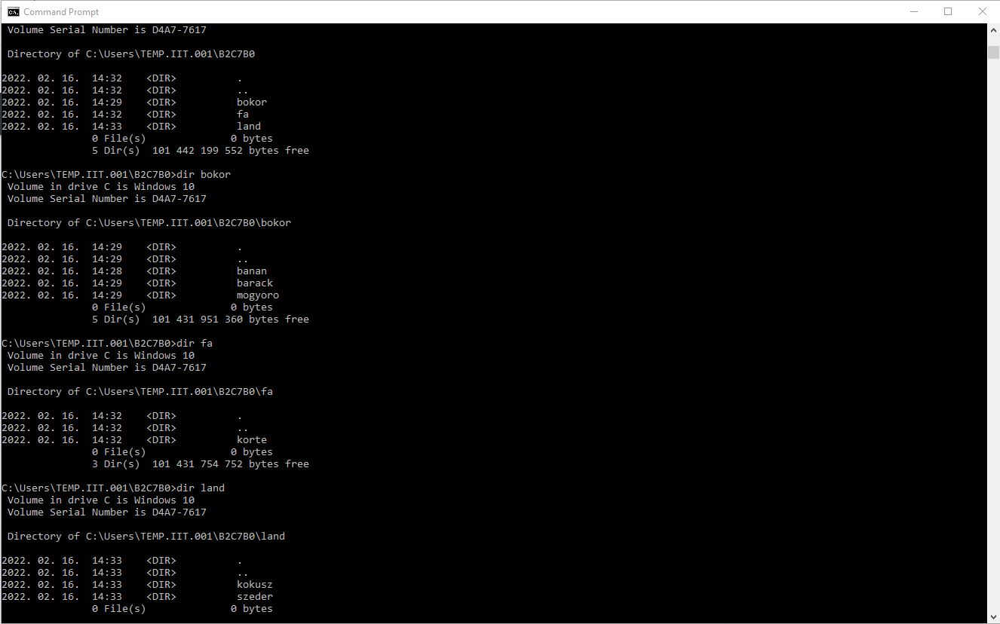 Command Prompt
 Volume Serial Number is D4A7-7617

 Directory of C:\Users\TEMP.IIT.001\B2C7B0

2022. 02. 16.  14:32    <DIR>          .
2022. 02. 16.  14:32    <DIR>          ..
2022. 02. 16.  14:29    <DIR>          bokor
2022. 02. 16.  14:32    <DIR>          fa
2022. 02. 16.  14:33    <DIR>          land
               0 File(s)              0 bytes
               5 Dir(s)  101 442 199 552 bytes free

C:\Users\TEMP.IIT.001\B2C7B0>dir bokor
 Volume in drive C is Windows 10
 Volume Serial Number is D4A7-7617

 Directory of C:\Users\TEMP.IIT.001\B2C7B0\bokor

2022. 02. 16.  14:29    <DIR>          .
2022. 02. 16.  14:29    <DIR>          ..
2022. 02. 16.  14:28    <DIR>          banan
2022. 02. 16.  14:29    <DIR>          barack
2022. 02. 16.  14:29    <DIR>          mogyoro
               0 File(s)              0 bytes
               5 Dir(s)  101 431 951 360 bytes free

C:\Users\TEMP.IIT.001\B2C7B0>dir fa
 Volume in drive C is Windows 10
 Volume Serial Number is D4A7-7617

 Directory of C:\Users\TEMP.IIT.001\B2C7B0\fa

2022. 02. 16.  14:32    <DIR>          .
2022. 02. 16.  14:32    <DIR>          ..
2022. 02. 16.  14:32    <DIR>          korte
               0 File(s)              0 bytes
               3 Dir(s)  101 431 754 752 bytes free

C:\Users\TEMP.IIT.001\B2C7B0>dir land
 Volume in drive C is Windows 10
 Volume Serial Number is D4A7-7617

 Directory of C:\Users\TEMP.IIT.001\B2C7B0\land

2022. 02. 16.  14:33    <DIR>          .
2022. 02. 16.  14:33    <DIR>          ..
2022. 02. 16.  14:33    <DIR>          kokusz
2022. 02. 16.  14:33    <DIR>          szeder
               0 File(s)              0 bytes